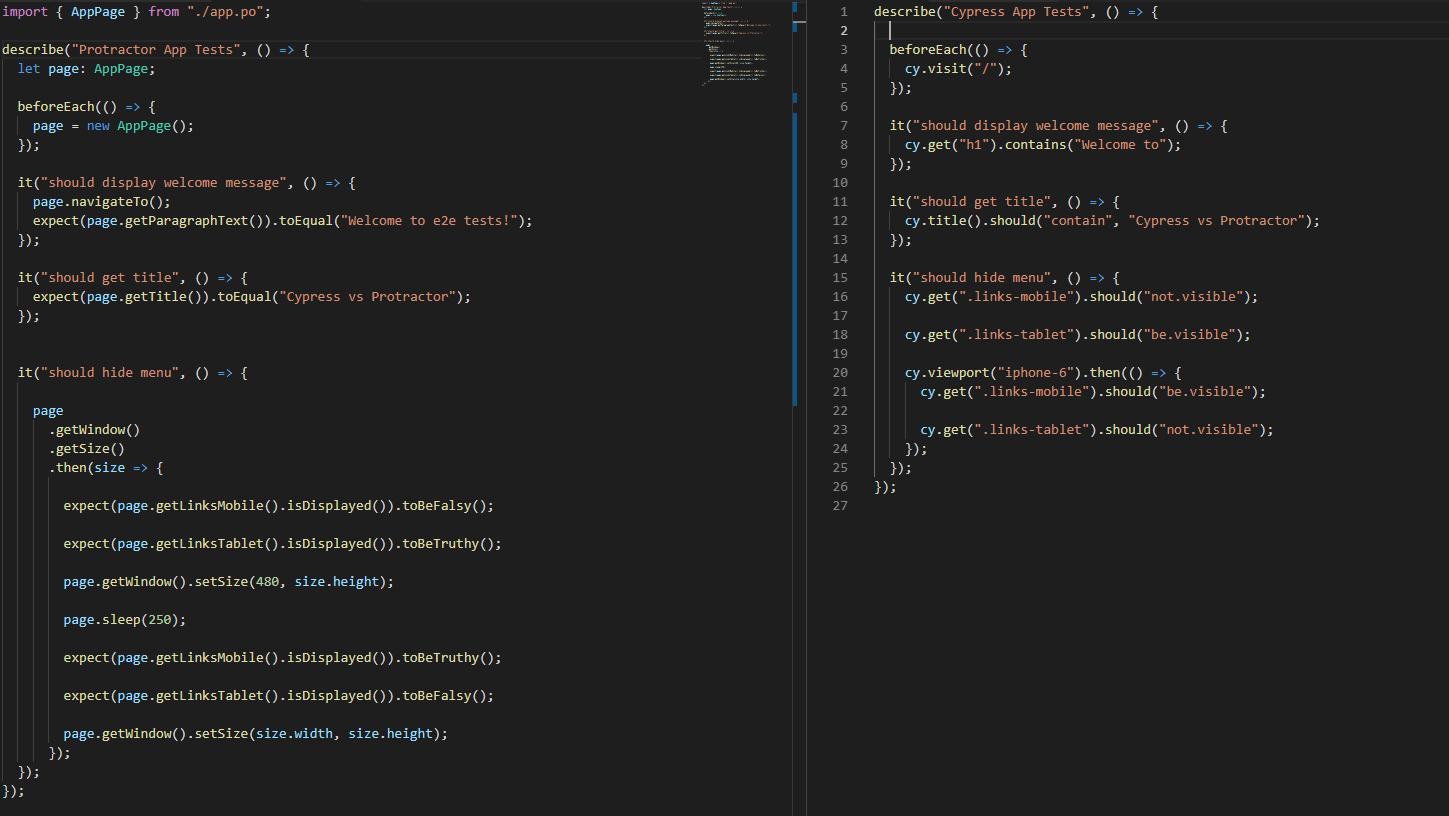 import { AppPage } from "./app.po";
describe("Protractor App Tests", () => {
let page: AppPage;
beforeEach(() => {
page = new AppPage();
});
it("should display welcome message", () => {
page.navigateTo();
expect(page.getParagraphText()).toEqual("Welcome to e2e tests!");
});
it("should get title", () => {
expect(page.getTitle()).toEqual("Cypress vs Protractor");
});
it("should hide menu", () => {
page
.getWindow()
.getSize()
.then(size => {
expect(page.getLinksMobile().isDisplayed()).toBeFalsy();
expect(page.getLinksTablet().isDisplayed()).toBeTruthy();
page.getWindow().setSize(480, size.height);
page.sleep(250);
expect(page.getLinksMobile().isDisplayed()).toBeTruthy();
expect(page.getLinksTablet().isDisplayed()).toBeFalsy();
page.getWindow().setSize(size.width, size.height);
});
});
});
1 describe("Cypress App Tests", () => {
2
3 beforeEach(() => {
4 cy.visit("/");
5 });
6
7 it("should display welcome message", () => {
8 cy.get("h1").contains("Welcome to");
9 });
10
11 it("should get title", () => {
12 cy.title().should("contain", "Cypress vs Protractor");
13 });
14
15 it("should hide menu", () => {
16 cy.get(".links-mobile").should("not.visible");
17
18 cy.get(".links-tablet").should("be.visible");
19
20 cy.viewport("iphone-6").then(() => {
21 cy.get(".links-mobile").should("be.visible");
22
23 cy.get(".links-tablet").should("not.visible");
24 });
25 });
26 });
27